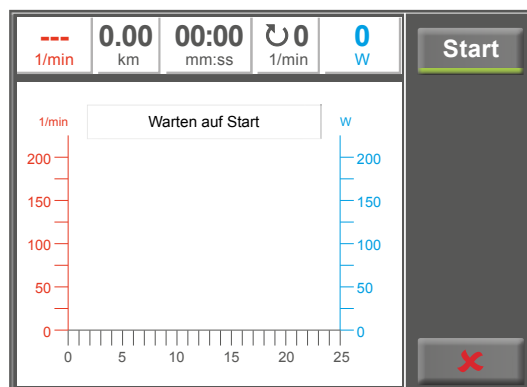 --- 0.00 00:00 ↻ 0 0 Start
1/min km mm:ss 1/min W
1/min Warten auf Start W
200 200
150 150
100 100
50 50
0 0
0 5 10 15 20 25